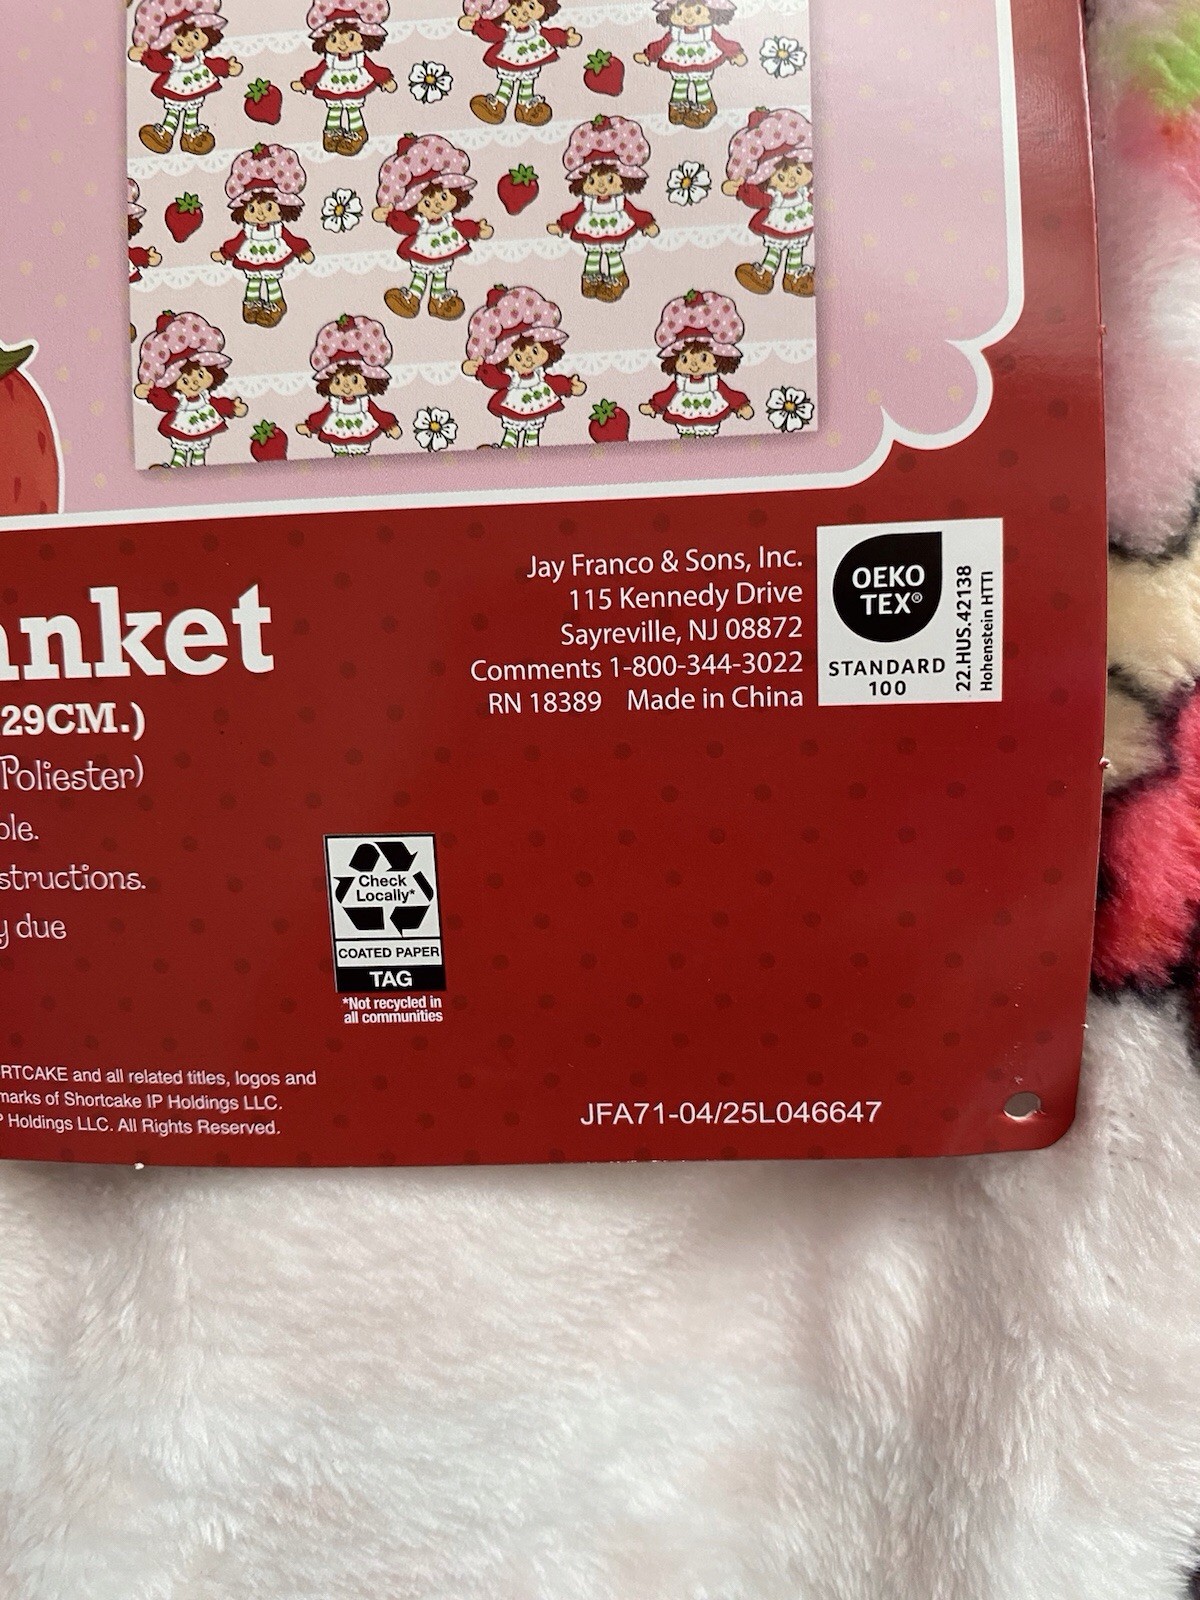 Jay Franco & Sons, Inc.
115 Kennedy Drive
Sayreville, NJ 08872
Comments 1-800-344-3022
RN 18389 Made in China
OEKO
TEX®
STANDARD
100
22.HUS.42138
Hohenstein HTTI
nket
29CM.)
Poliester)
ble.
structions.
y due
Check
Locally*
COATED PAPER
TAG
*Not recycled in
all communities
RTCAKE and all related titles, logos and
marks of Shortcake IP Holdings LLC.
P Holdings LLC. All Rights Reserved.
JFA71-04/25L046647